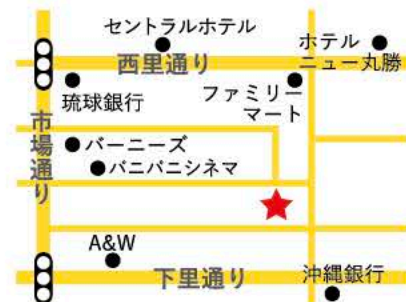 セントラルホテル
ホテル
ニュー丸勝
西里通り
琉球銀行
ファミリー
マート
市場通り
バーニーズ
パニパニシネマ
A&W
下里通り
沖縄銀行